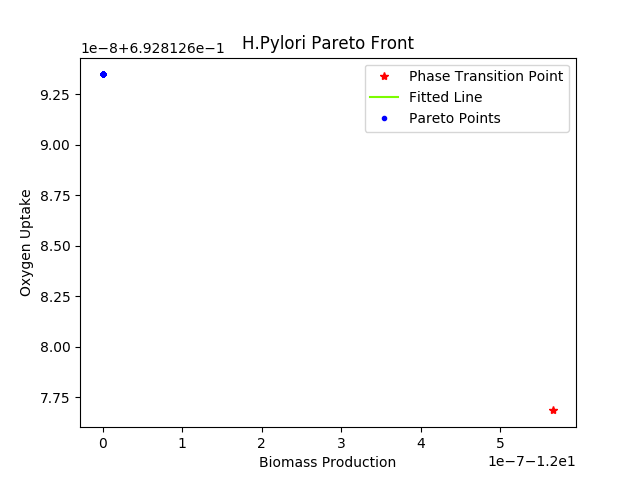 H.Pylori Pareto Front
1e−8+6.928126e−1
Phase Transition Point
Fitted Line
Pareto Points
9.25
9.00
8.75
8.50
8.25
8.00
7.75
Oxygen Uptake
0 1 2 3 4 5
1e−7−1.2e1
Biomass Production